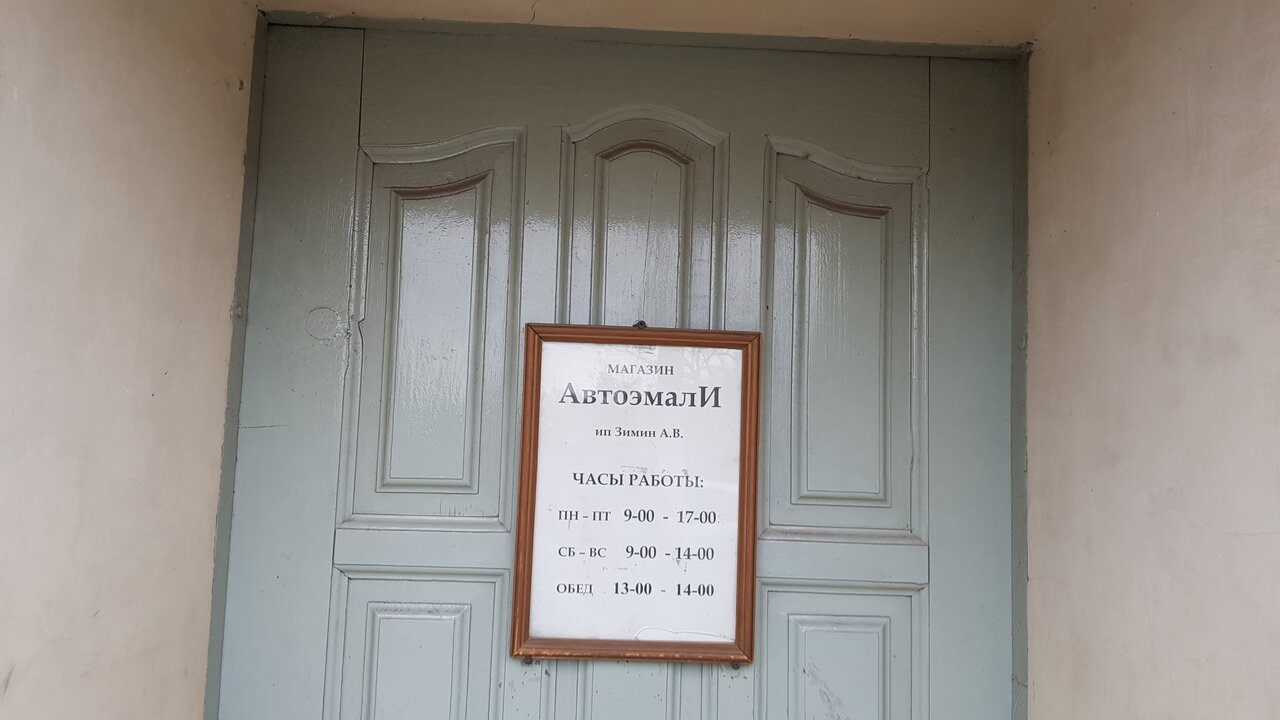 МАГАЗИН
АвтоэмалИ
ип Зимин А.В.
ЧАСЫ РАБОТЫ:
ПН – ПТ 9-00 - 17-00
СБ – ВС 9-00 - 14-00
ОБЕД 13-00 - 14-00